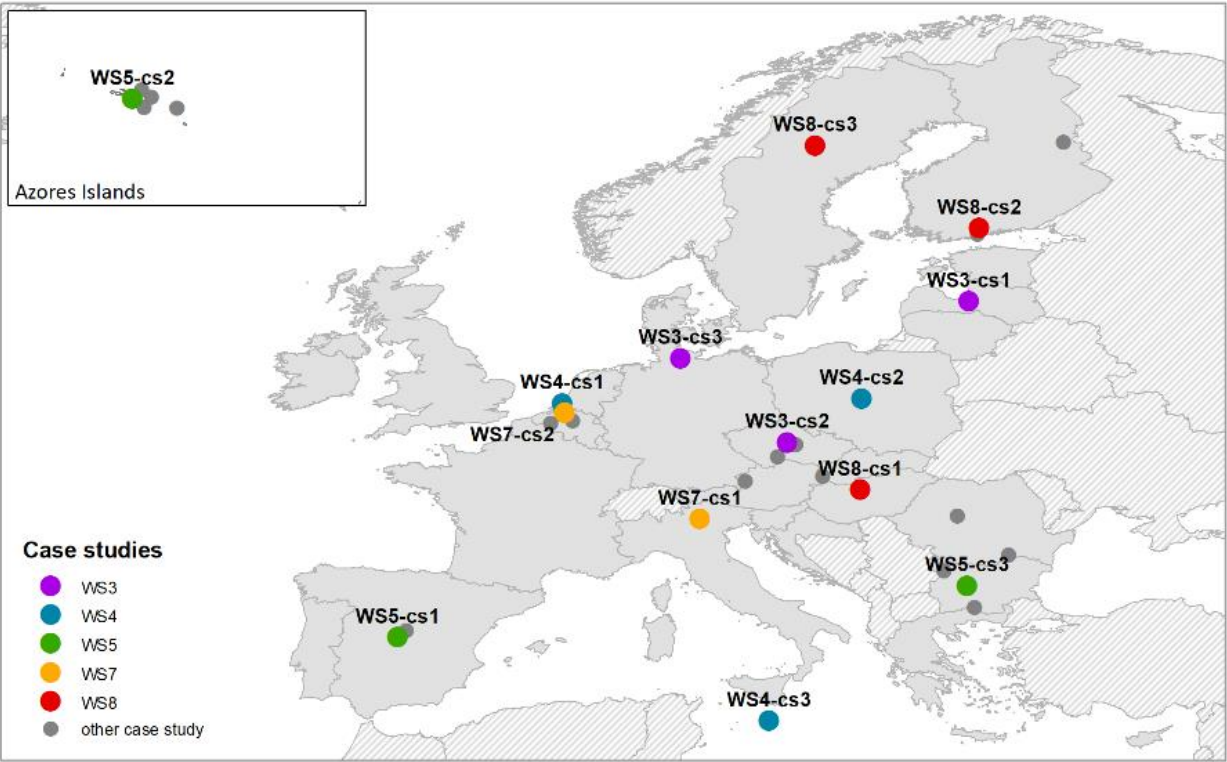 WS5-cs2
Azores Islands
WS8-cs3
WS8-cs2
WS3-cs1
WS3-cs3
WS4-cs1
WS4-cs2
WS7-cs2
WS3-cs2
WS8-cs1
WS7-cs1
WS5-cs3
WS5-cs1
WS4-cs3
Case studies
WS3
WS4
WS5
WS7
WS8
other case study